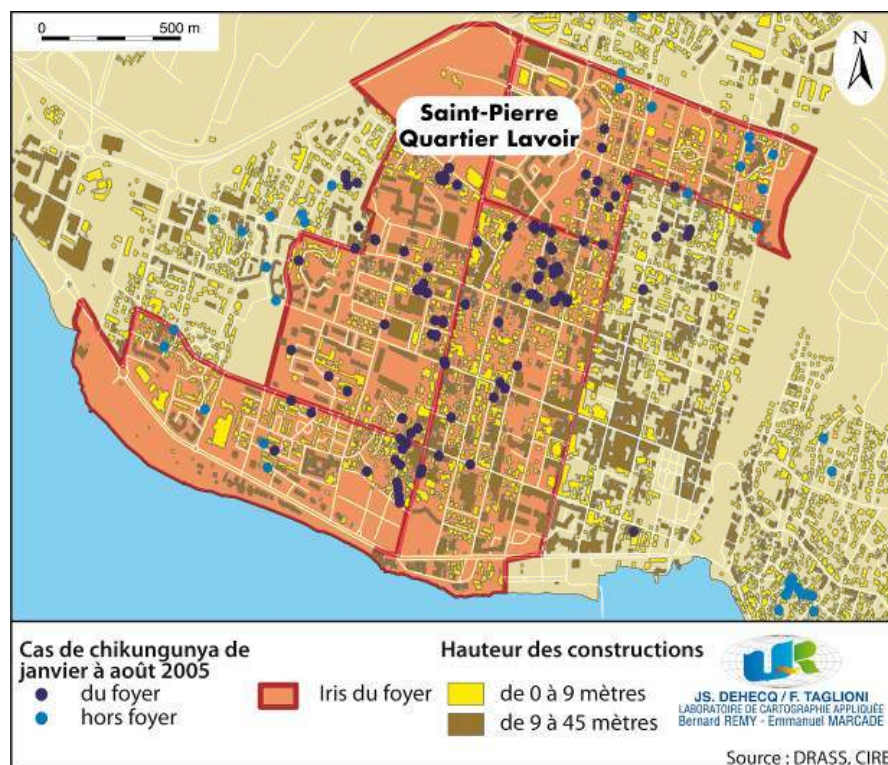 0 500 m
N
Saint-Pierre
Quartier Lavoir
Cas de chikungunya de
janvier à août 2005
du foyer
hors foyer
Iris du foyer
Hauteur des constructions
de 0 à 9 mètres
de 9 à 45 mètres
UR
JS. DEHECQ / F. TAGLIONI
LABORATOIRE DE CARTOGRAPHIE APPLIQUÉE
Bernard REMY - Emmanuel MARCADE
Source : DRASS, CIRE